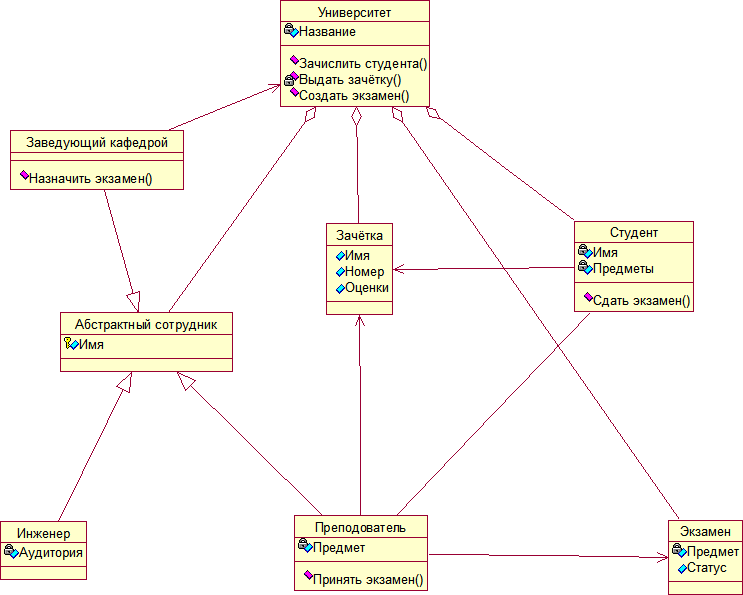 Университет
Название
Зачислить студента()
Выдать зачётку()
Создать экзамен()
Заведующий кафедрой
Назначить экзамен()
Зачётка
Имя
Номер
Оценки
Студент
Имя
Предметы
Сдать экзамен()
Абстрактный сотрудник
Имя
Инженер
Аудитория
Преподователь
Предмет
Принять экзамен()
Экзамен
Предмет
Статус